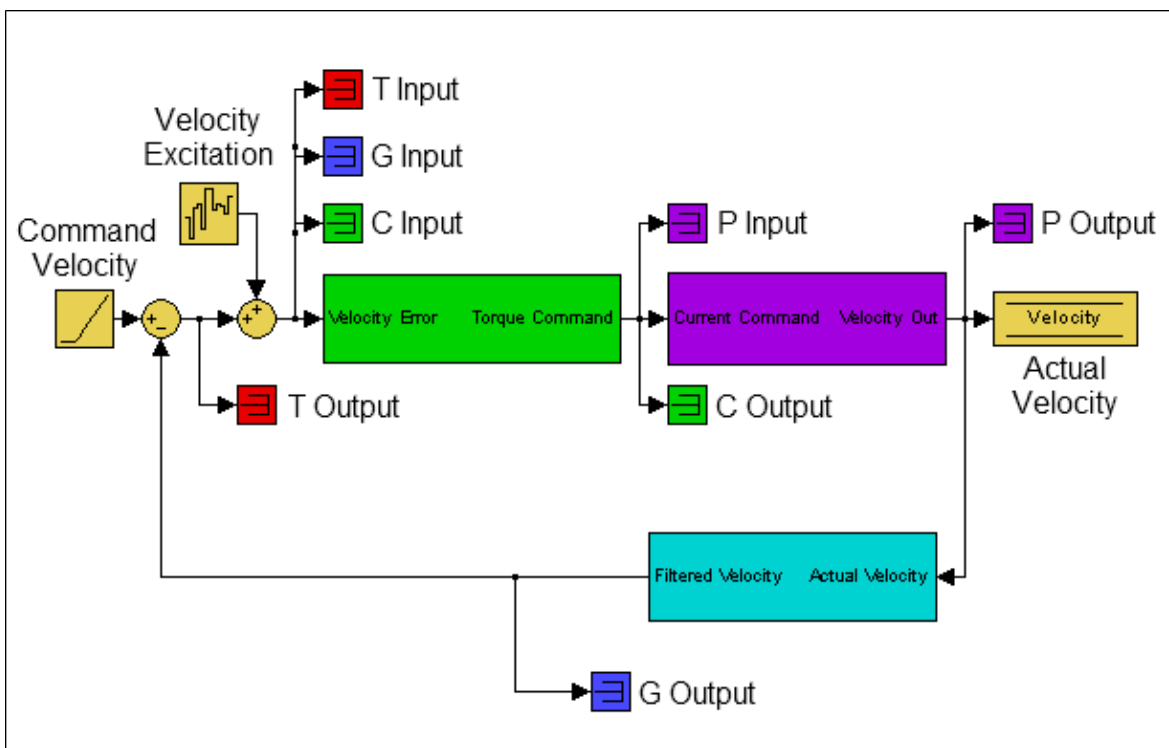 T Input
Velocity
Excitation
G Input
C Input
P Input
P Output
Command
Velocity
Velocity Error
Torque Command
Current Command
Velocity Out
Velocity
Actual
Velocity
T Output
C Output
Filtered Velocity
Actual Velocity
G Output